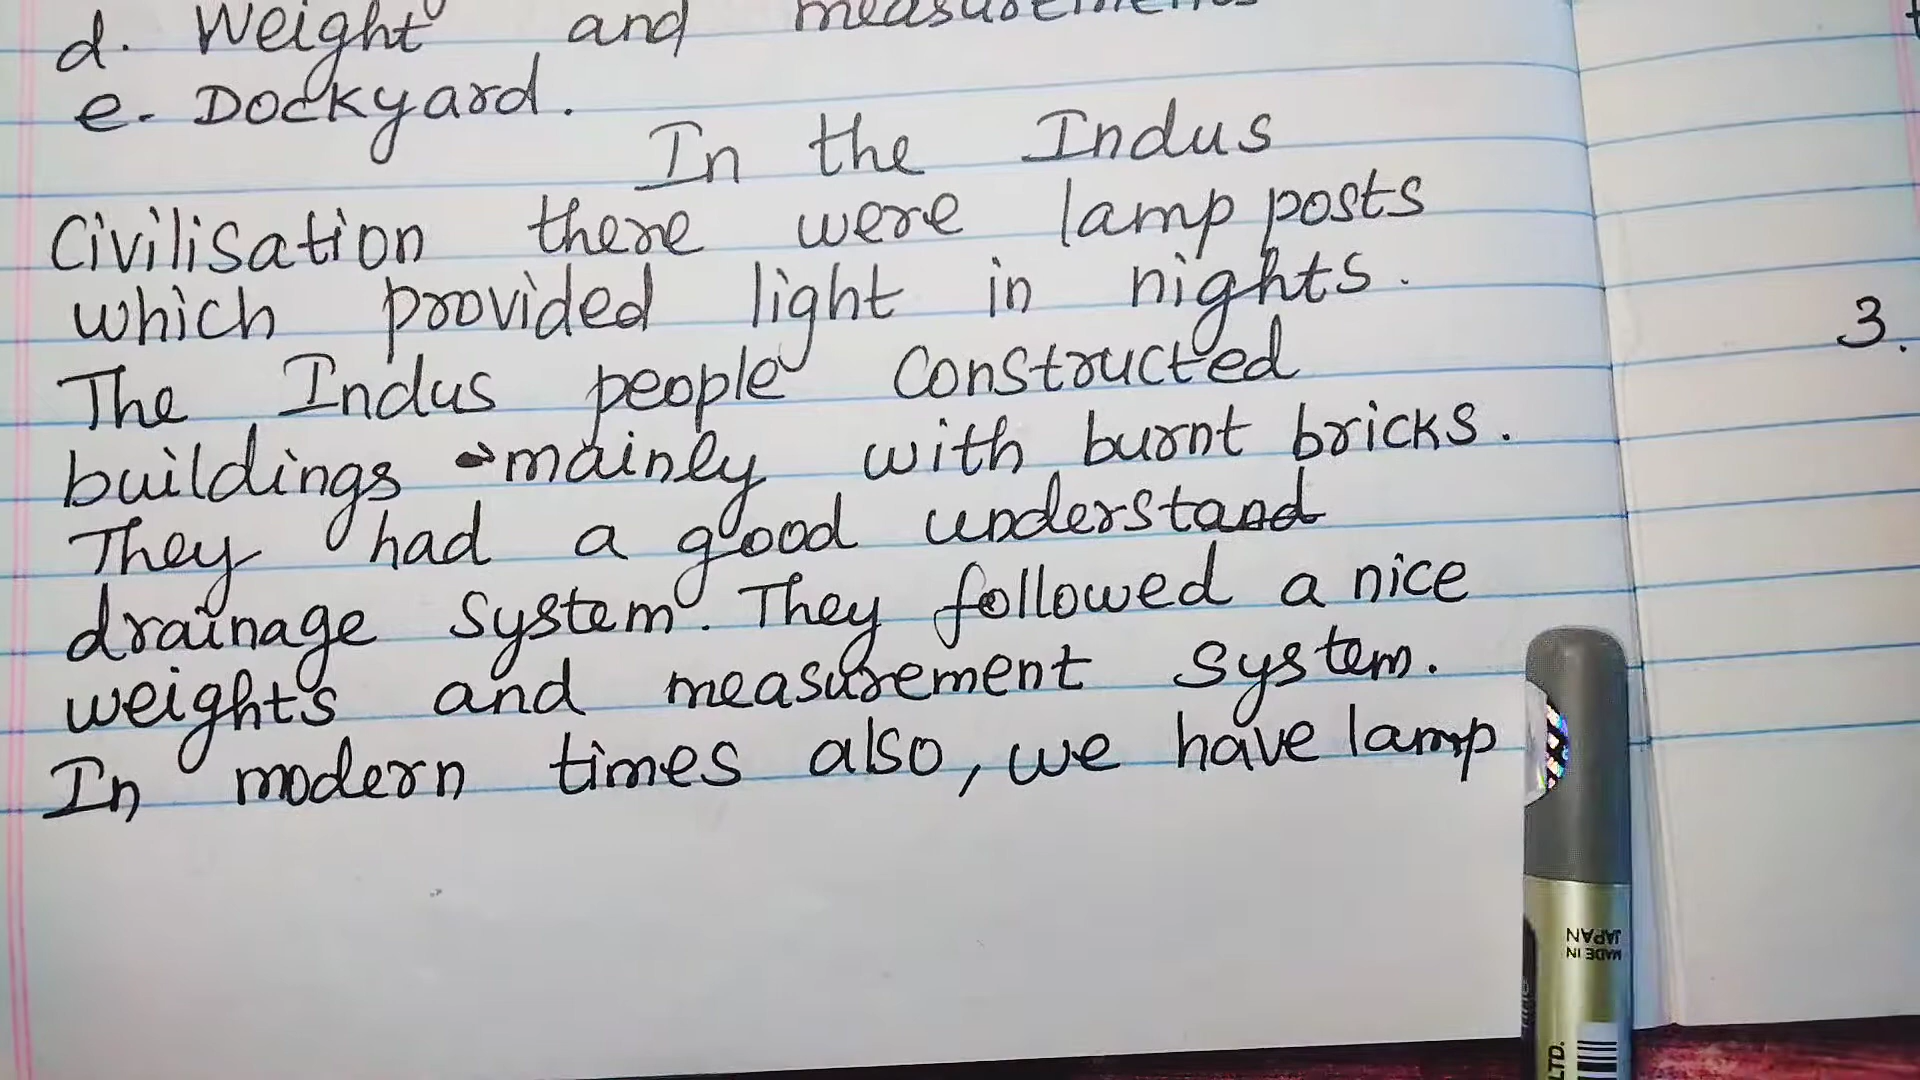 d. Weight and measurements
e. Dockyard.
In the Indus
Civilisation there were lamp posts
which provided light in nights.
The Indus people constructed
buildings mainly with burnt bricks.
They had a good understand
drainage system. They followed a nice
weights and measurement system.
In modern times also, we have lamp
3.
MADE IN
JAPAN
LTD.